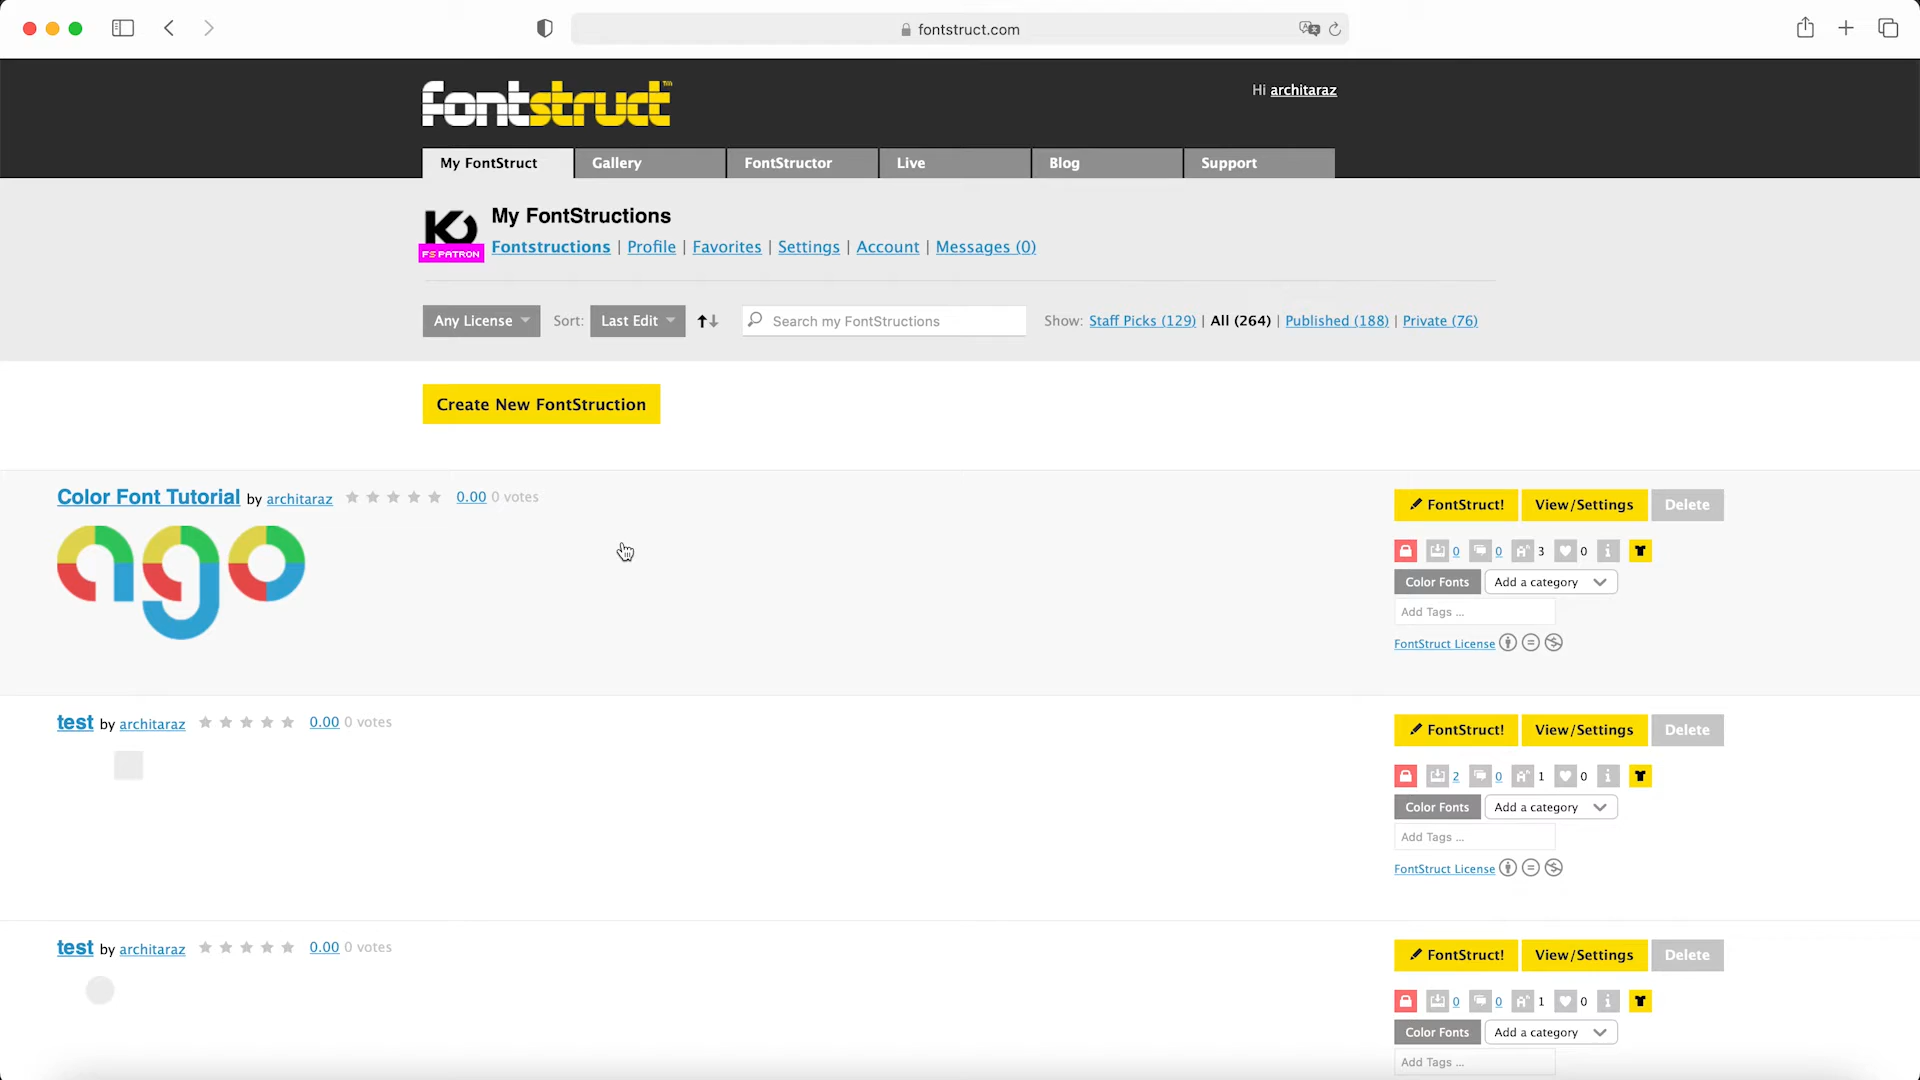 fontstruct.com
fontstruct™
Hi architaraz
My FontStruct
Gallery
FontStructor
Live
Blog
Support
KO
FS PATRON
My FontStructions
Fontstructions | Profile | Favorites | Settings | Account | Messages (0)
Any License
Sort:
Last Edit
Search my FontStructions
Show: Staff Picks (129) | All (264) | Published (188) | Private (76)
Create New FontStruction
Color Font Tutorial by architaraz 0.00 0 votes
FontStruct! View/Settings Delete
ago
0 0 3 0
Color Fonts Add a category
Add Tags ...
FontStruct License
test by architaraz 0.00 0 votes
FontStruct! View/Settings Delete
2 0 1 0
Color Fonts Add a category
Add Tags ...
FontStruct License
test by architaraz 0.00 0 votes
FontStruct! View/Settings Delete
0 0 1 0
Color Fonts Add a category
Add Tags ...